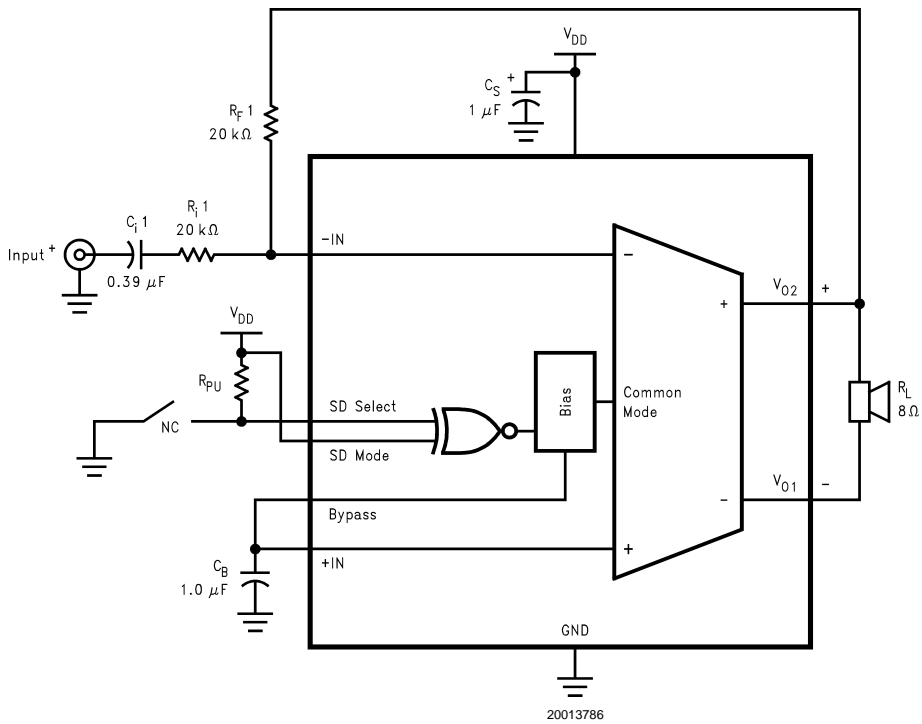 V_DD
C_S +
1 μF
R_F 1
20 kΩ
R_i 1
20 kΩ
C_i 1
Input +
0.39 μF
-IN
-
V_DD
R_PU
NC
SD Select
SD Mode
Bias
Common
Mode
+
V_O2
+
R_L
8Ω
-
V_O1
-
Bypass
+IN
+
C_B
1.0 μF
GND
20013786